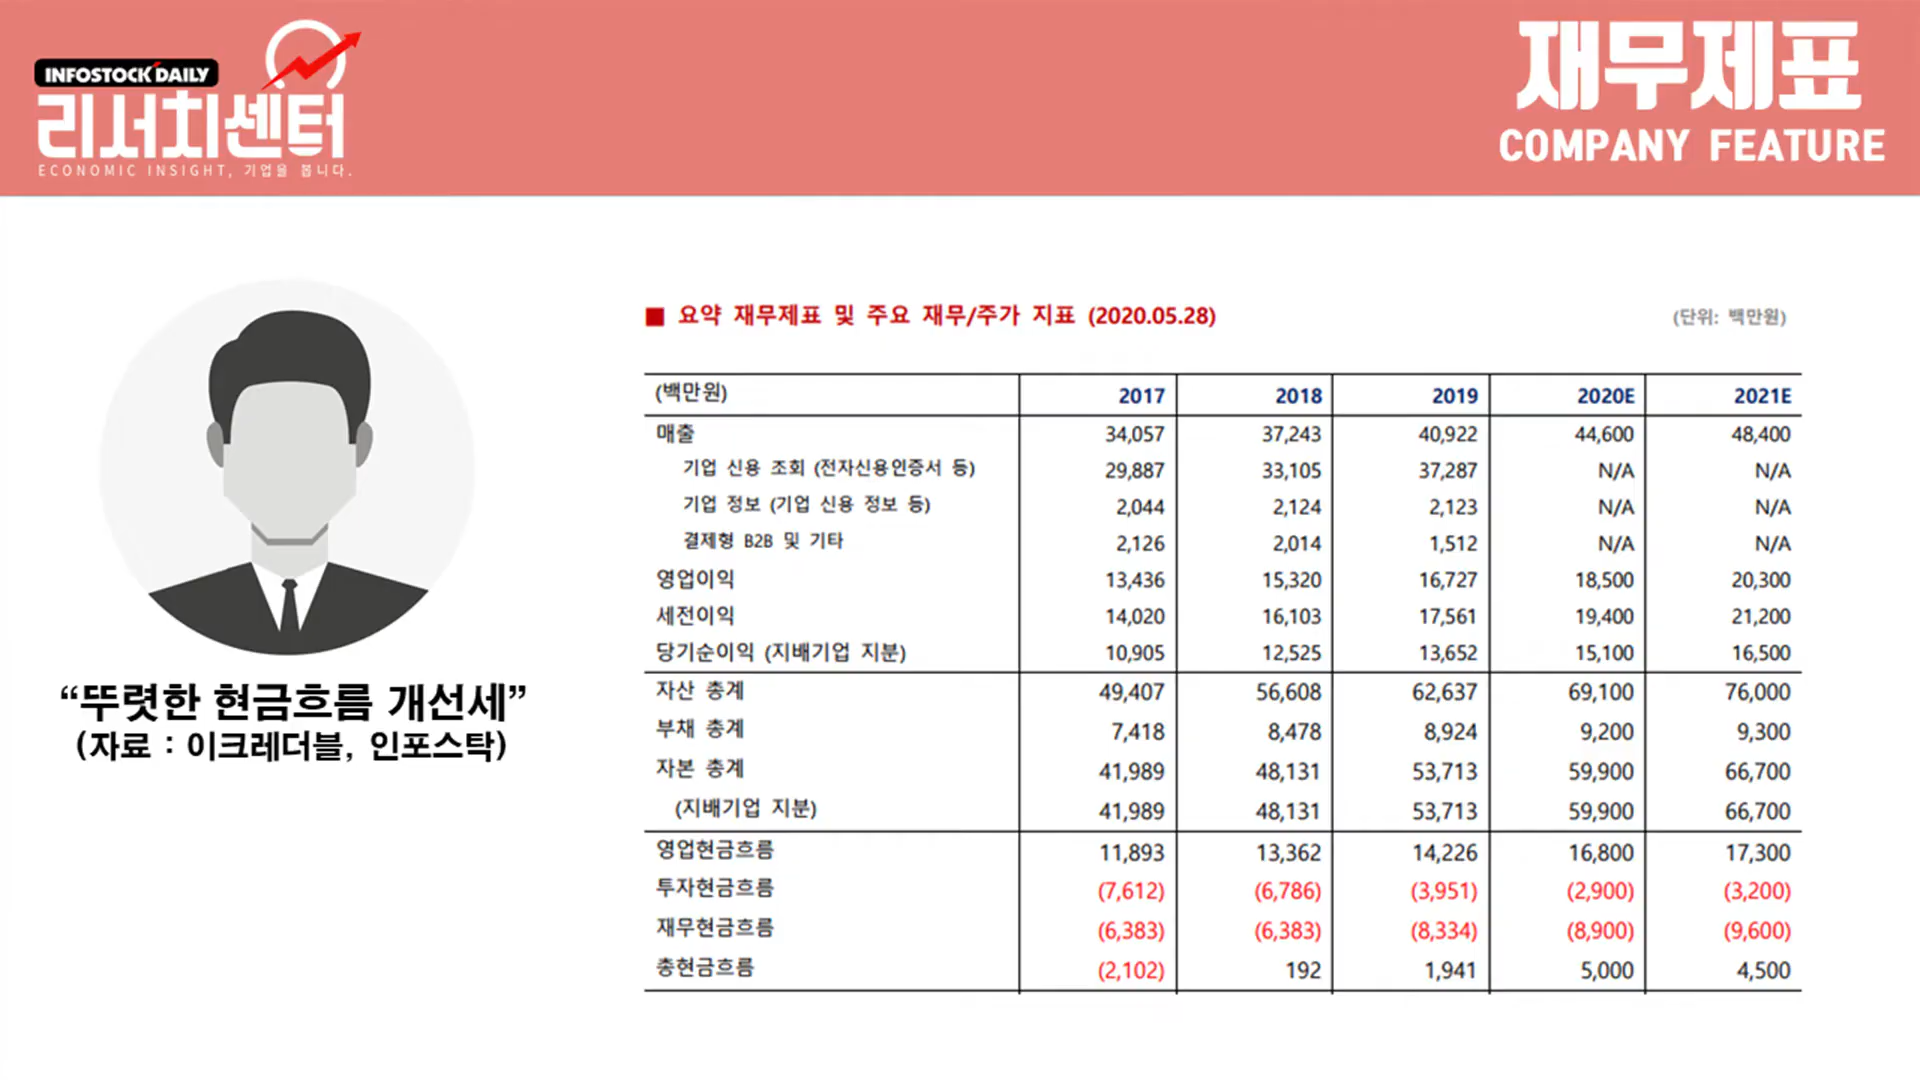 INFOSTOCK DAILY
리서치센터
ECONOMIC INSIGHT, 기업을 봅니다.
재무제표
COMPANY FEATURE
“뚜렷한 현금흐름 개선세”
(자료 : 이크레더블, 인포스탁)
■ 요약 재무제표 및 주요 재무/주가 지표 (2020.05.28) (단위: 백만원)
(백만원) 2017 2018 2019 2020E 2021E
매출 34,057 37,243 40,922 44,600 48,400
기업 신용 조회 (전자신용인증서 등) 29,887 33,105 37,287 N/A N/A
기업 정보 (기업 신용 정보 등) 2,044 2,124 2,123 N/A N/A
결제형 B2B 및 기타 2,126 2,014 1,512 N/A N/A
영업이익 13,436 15,320 16,727 18,500 20,300
세전이익 14,020 16,103 17,561 19,400 21,200
당기순이익 (지배기업 지분) 10,905 12,525 13,652 15,100 16,500
자산 총계 49,407 56,608 62,637 69,100 76,000
부채 총계 7,418 8,478 8,924 9,200 9,300
자본 총계 41,989 48,131 53,713 59,900 66,700
(지배기업 지분) 41,989 48,131 53,713 59,900 66,700
영업현금흐름 11,893 13,362 14,226 16,800 17,300
투자현금흐름 (7,612) (6,786) (3,951) (2,900) (3,200)
재무현금흐름 (6,383) (6,383) (8,334) (8,900) (9,600)
총현금흐름 (2,102) 192 1,941 5,000 4,500